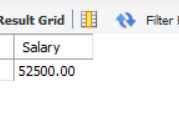 Result Grid
Filter
Salary
52500.00